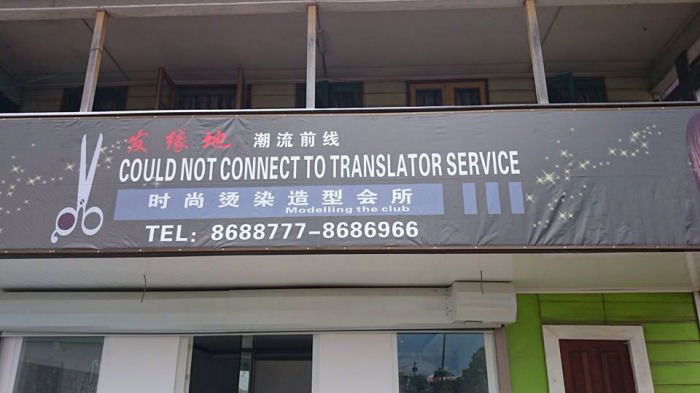 发缘地 潮流前线
COULD NOT CONNECT TO TRANSLATOR SERVICE
时尚烫染造型会所
Modelling the club
TEL: 8688777-8686966